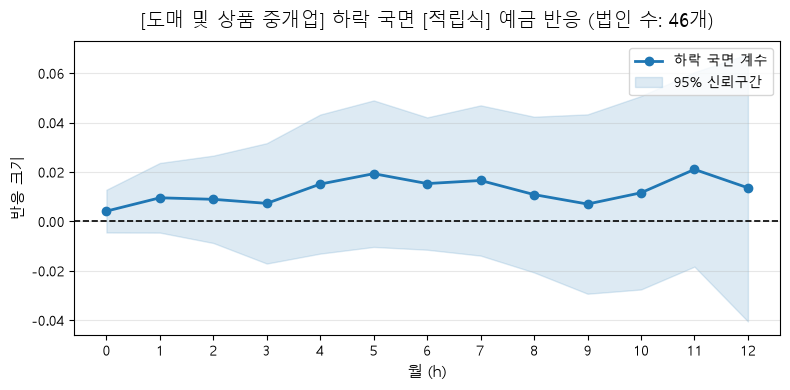 [도매 및 상품 중개업] 하락 국면 [적립식] 예금 반응 (법인 수: 46개)
하락 국면 계수
95% 신뢰구간
반응 크기
0.06
0.04
0.02
0.00
-0.02
-0.04
0 1 2 3 4 5 6 7 8 9 10 11 12
월 (h)